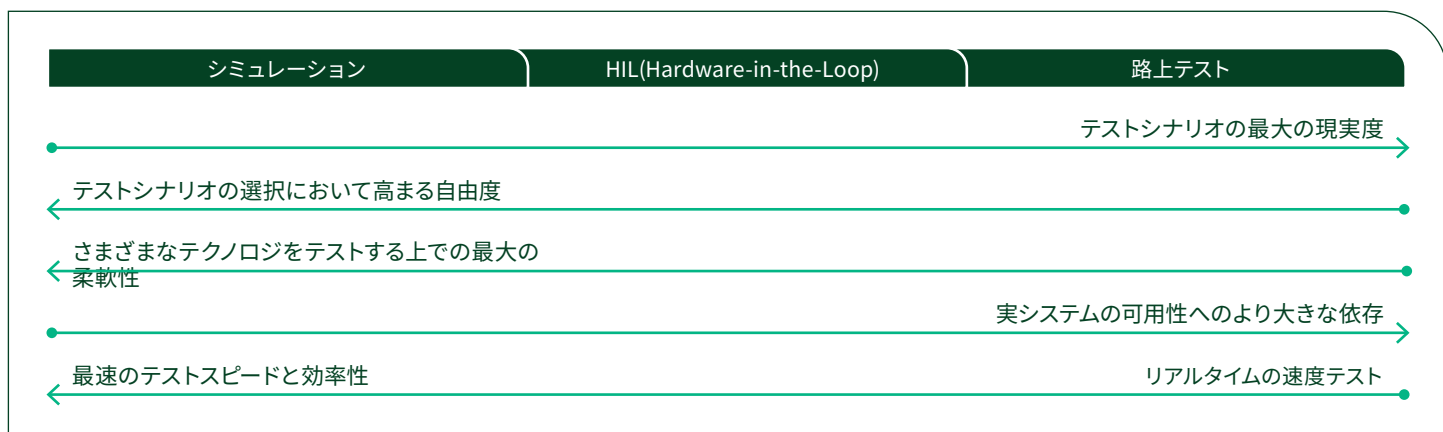 シミュレーション
HIL(Hardware-in-the-Loop)
路上テスト
テストシナリオの最大の現実度
テストシナリオの選択において高まる自由度
さまざまなテクノロジをテストする上での最大の
柔軟性
実システムの可用性へのより大きな依存
最速のテストスピードと効率性
リアルタイムの速度テスト